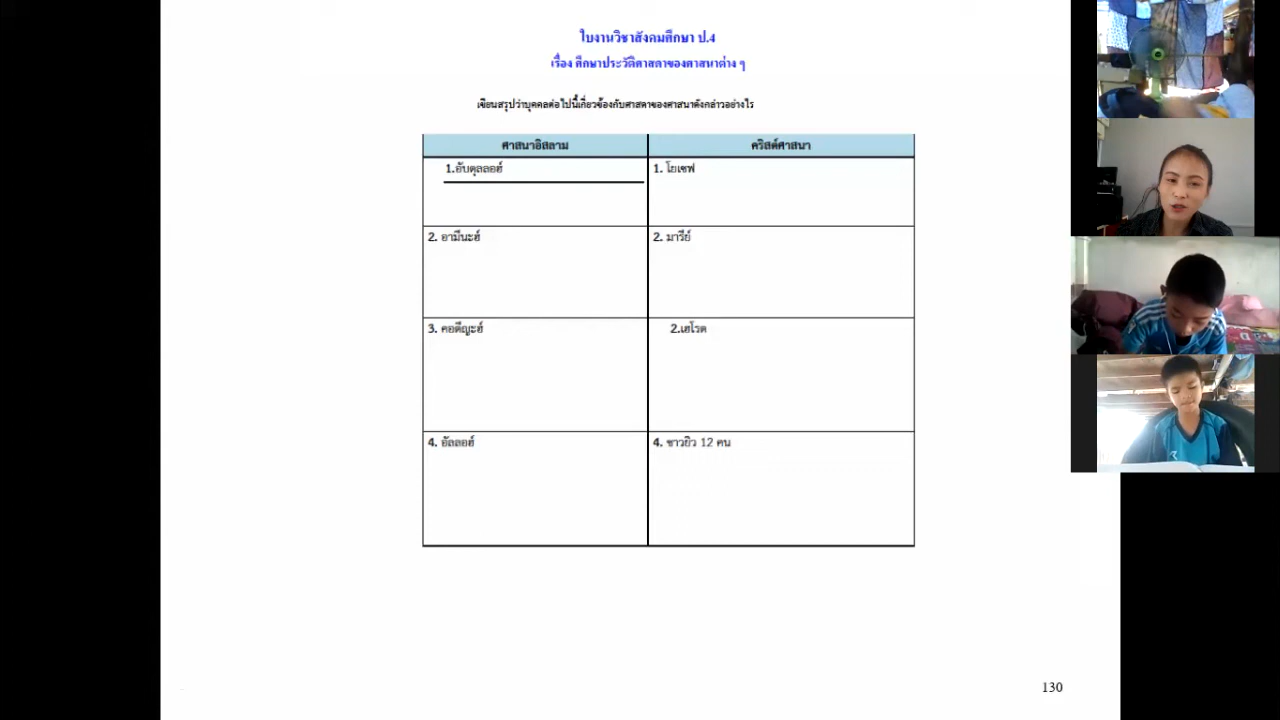 ใบงานวิชาสังคมศึกษา ป.4
เรื่อง ศึกษาประวัติศาสดาของศาสนาต่าง ๆ
เขียนสรุปว่าบุคคลต่อไปนี้เกี่ยวข้องกับศาสดาของศาสนาดังกล่าวอย่างไร
ศาสนาอิสลาม
คริสต์ศาสนา
1.อับดุลลอฮ์
1. โยเซฟ
2. อามีนะฮ์
2. มารีย์
3. คอดีญะฮ์
2.เฮโรด
4. อัลลอฮ์
4. ชาวยิว 12 คน
130